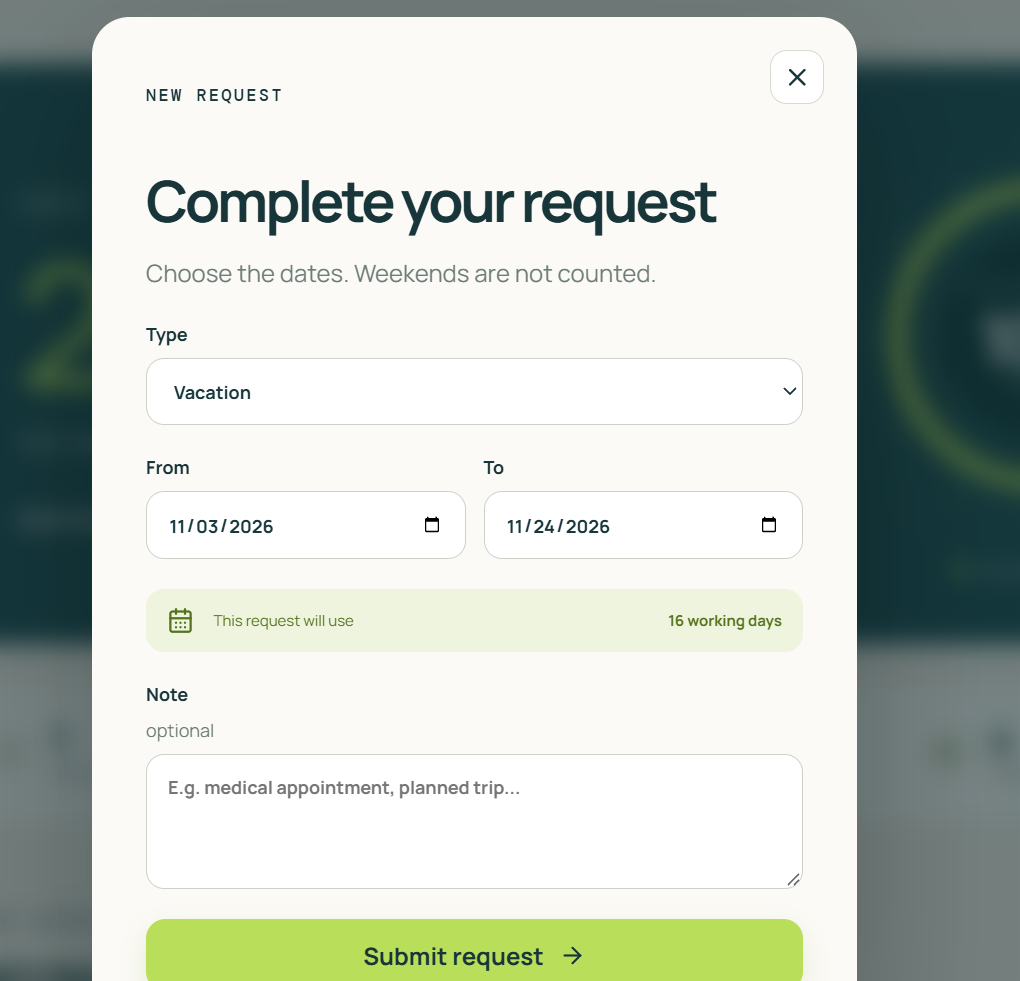 NEW REQUEST
Complete your request
Choose the dates. Weekends are not counted.
Type
Vacation
From
To
11/03/2026
11/24/2026
This request will use
16 working days
Note
optional
E.g. medical appointment, planned trip...
Submit request